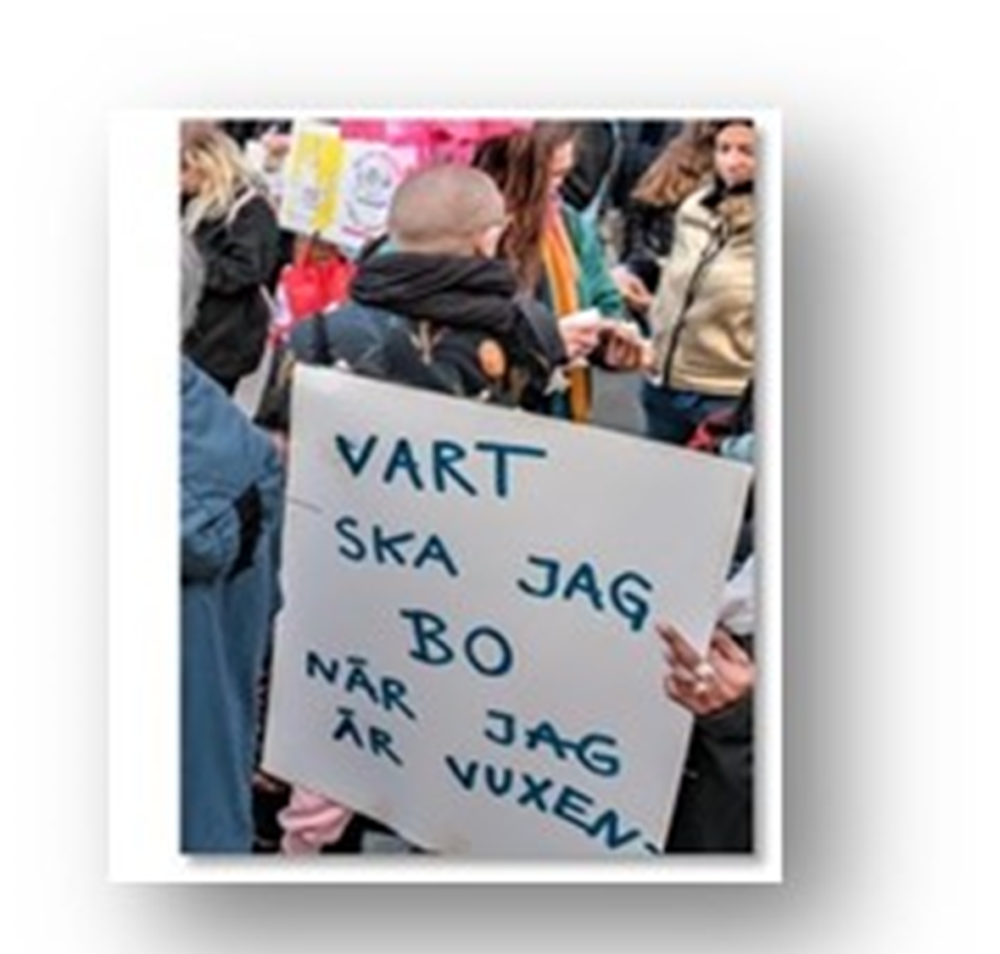 VART
SKA JAG
BO
NÄR JAG
ÄR VUXEN